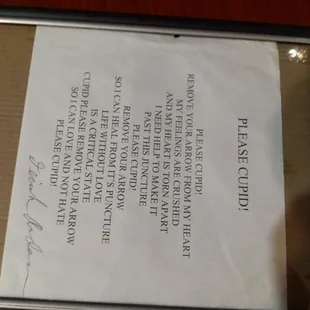 PLEASE CUPID!
PLEASE CUPID!
REMOVE YOUR ARROW FROM MY HEART
MY FEELINGS ARE CRUSHED
AND MY HEART IS TORN APART
I NEED HELP TO MAKE IT
PAST THIS JUNCTURE
PLEASE CUPID!
REMOVE YOUR ARROW
SO I CAN HEAL FROM IT'S PUNCTURE
LIFE WITHOUT LOVE
IS A CRITICAL STATE
CUPID PLEASE REMOVE YOUR ARROW
SO I CAN LOVE AND NOT HATE
PLEASE CUPID!